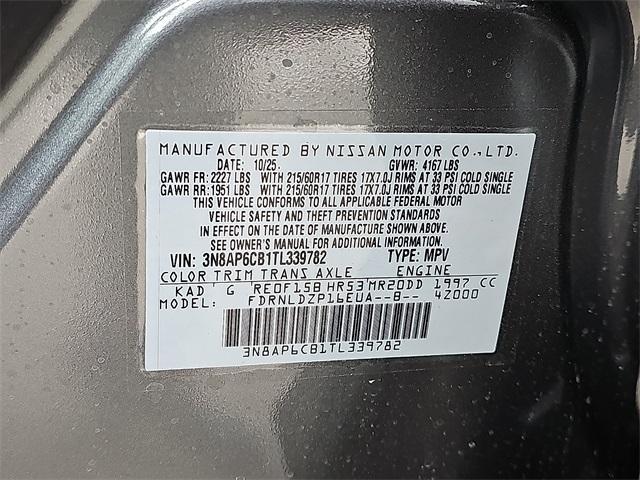 MANUFACTURED BY NISSAN MOTOR CO.,LTD.
DATE: 10/25. GVWR: 4167 LBS
GAWR FR: 2227 LBS WITH 215/60R17 TIRES 17X7.0J RIMS AT 33 PSI COLD SINGLE
GAWR RR: 1951 LBS WITH 215/60R17 TIRES 17X7.0J RIMS AT 33 PSI COLD SINGLE
THIS VEHICLE CONFORMS TO ALL APPLICABLE FEDERAL MOTOR
VEHICLE SAFETY AND THEFT PREVENTION STANDARDS
IN EFFECT ON THE DATE OF MANUFACTURE SHOWN ABOVE.
SEE OWNER'S MANUAL FOR ADDITIONAL INFORMATION.
VIN: 3N8AP6CB1TL339782 TYPE: MPV
COLOR TRIM TRANS AXLE ENGINE
KAD G RE0F15B HR53 MR20DD 1997 CC
MODEL FDRNLDZP16EUA--B-- 4Z000
3N8AP6CB1TL339782